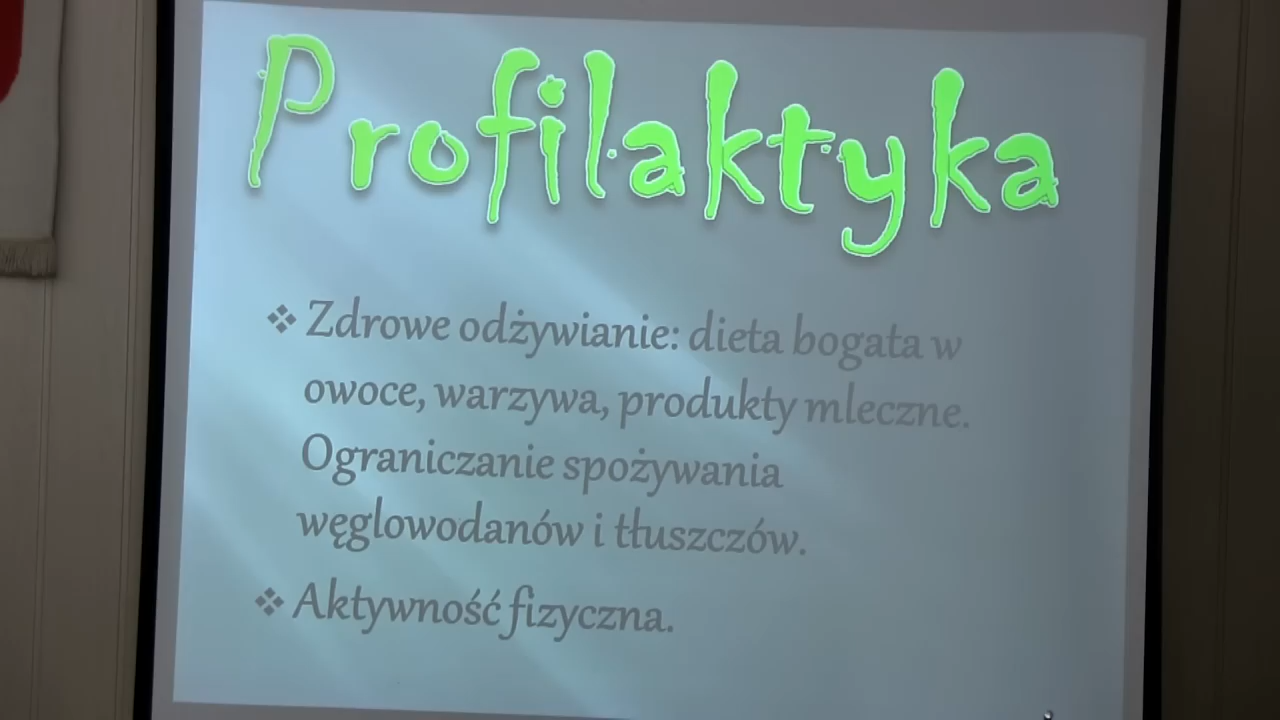 Profilaktyka
❖ Zdrowe odżywianie: dieta bogata w
owoce, warzywa, produkty mleczne.
Ograniczanie spożywania
węglowodanów i tłuszczów.
❖ Aktywność fizyczna.